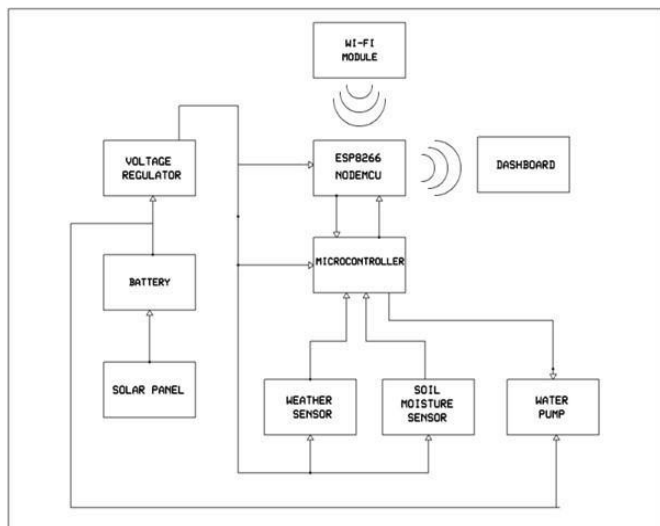 WI-FI
MODULE
VOLTAGE
REGULATOR
ESP8266
NODEMCU
DASHBOARD
MICROCONTROLLER
BATTERY
SOLAR PANEL
WEATHER
SENSOR
SOIL
MOISTURE
SENSOR
WATER
PUMP